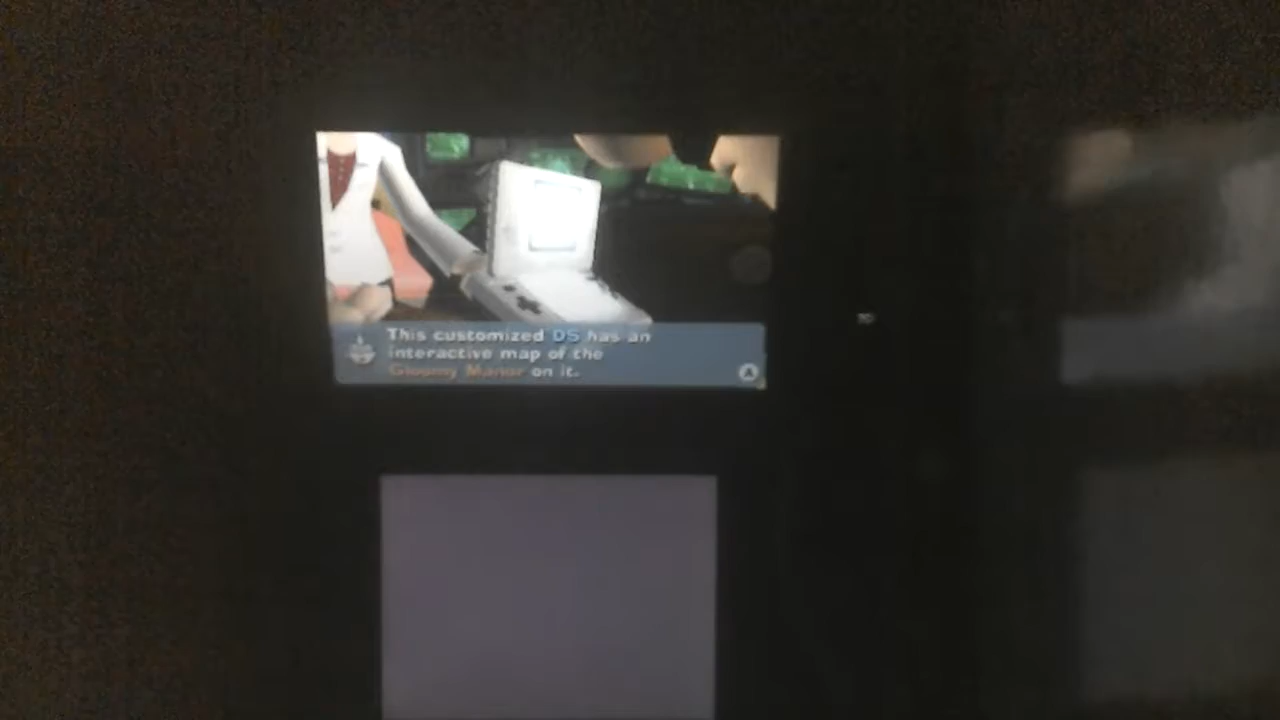 This customized DS has an
interactive map of the
Gloomy Manor on it.
A